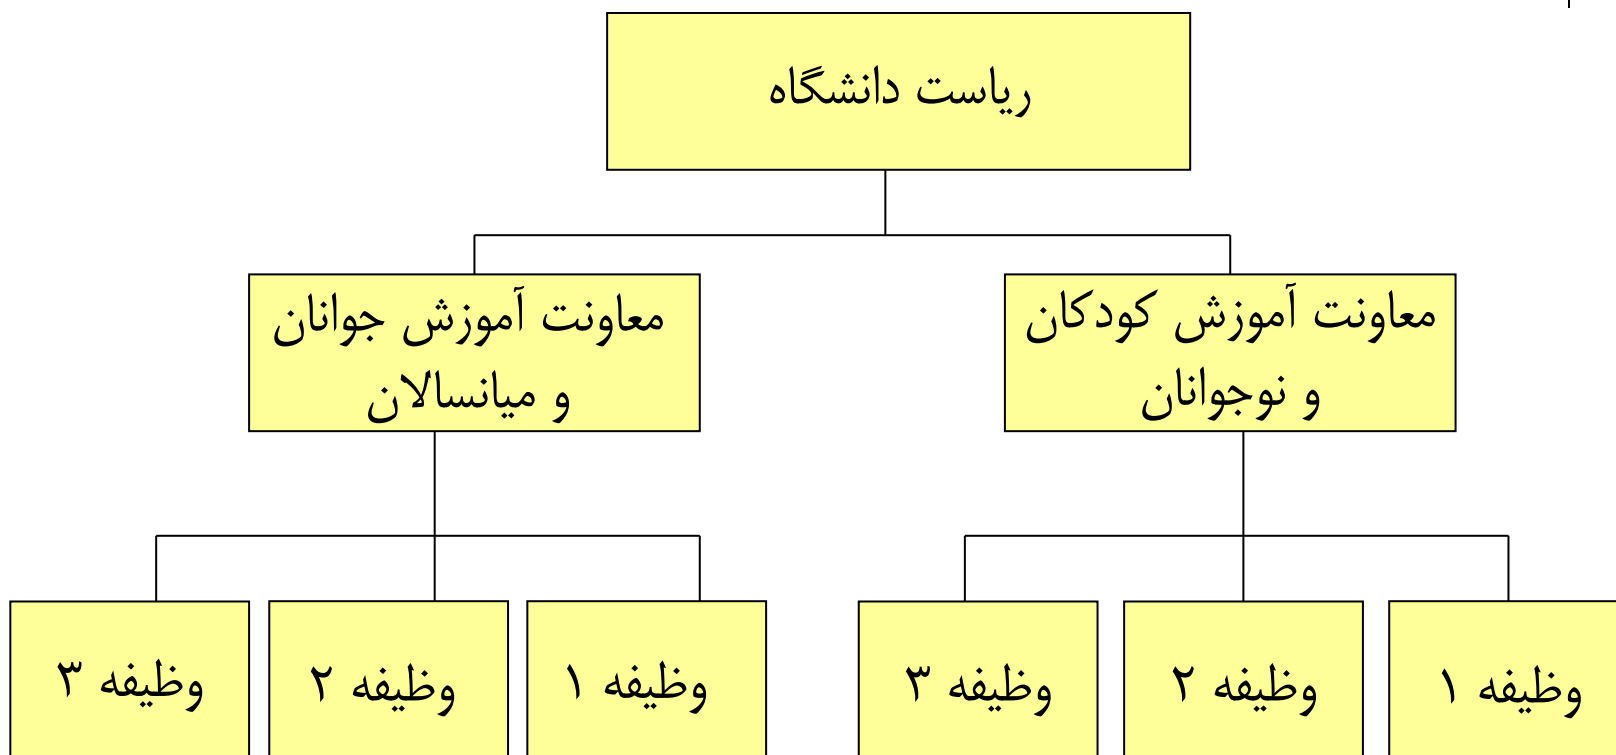 ریاست دانشگاه
معاونت آموزش کودکان
و نوجوانان
معاونت آموزش جوانان
و میانسالان
وظیفه ۱
وظیفه ۲
وظیفه ۳
وظیفه ۱
وظیفه ۲
وظیفه ۳